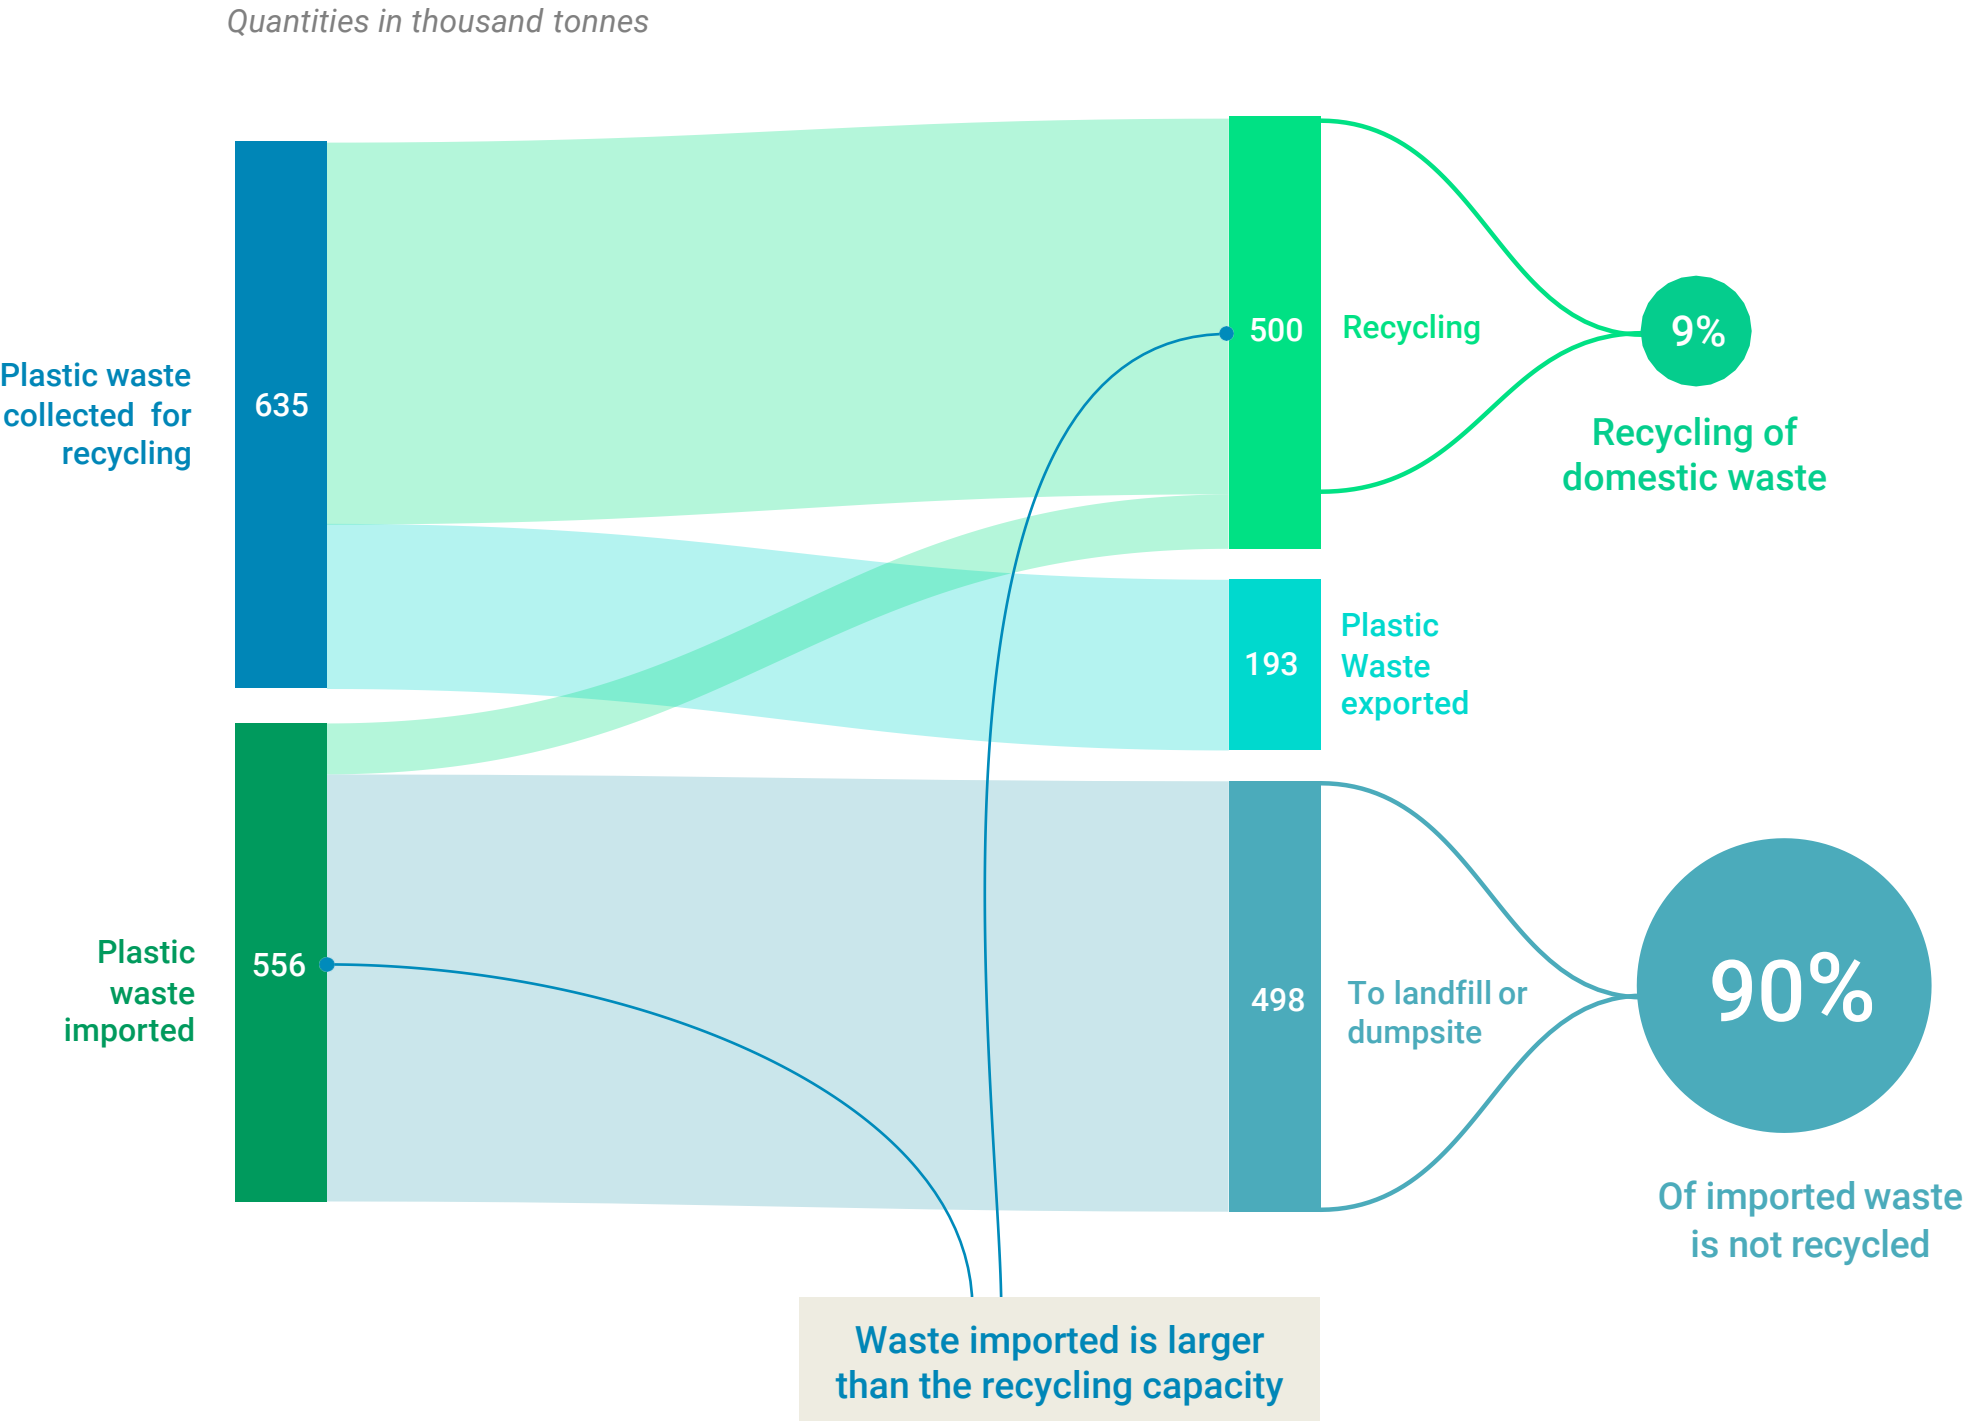 Quantities in thousand tonnes
Plastic waste
collected for
recycling
635
500
Recycling
9%
Recycling of
domestic waste
193
Plastic
Waste
exported
Plastic
waste
imported
556
498
To landfill or
dumpsite
90%
Of imported waste
is not recycled
Waste imported is larger
than the recycling capacity